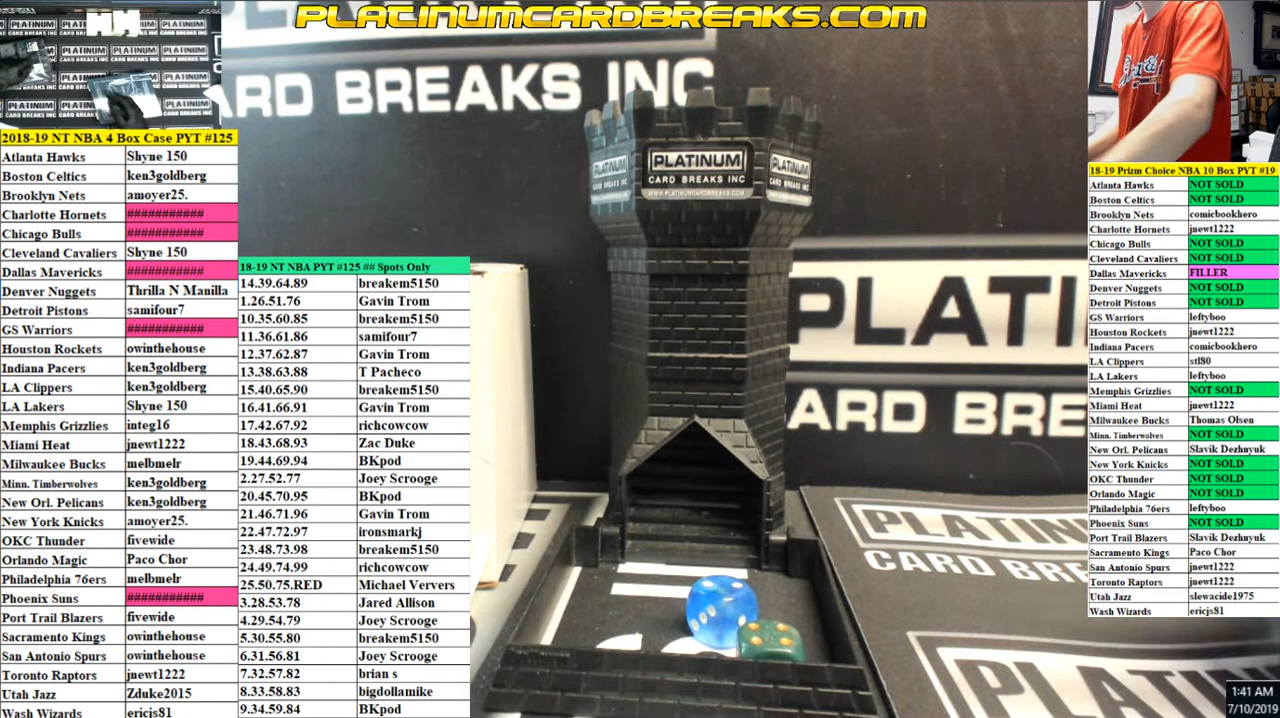 PLATINUMCARDBREAKS.COM
2018-19 NT NBA 4 Box Case PYT #125
Atlanta Hawks Shyne 150
Boston Celtics ken3goldberg
Brooklyn Nets amoyer25.
Charlotte Hornets ###########
Chicago Bulls ###########
Cleveland Cavaliers Shyne 150
Dallas Mavericks ###########
Denver Nuggets Thrilla N Manilla
Detroit Pistons samifour7
GS Warriors ###########
Houston Rockets owinthehouse
Indiana Pacers ken3goldberg
LA Clippers ken3goldberg
LA Lakers Shyne 150
Memphis Grizzlies integ16
Miami Heat jnewt1222
Milwaukee Bucks melbmelr
Minn. Timberwolves ken3goldberg
New Orl. Pelicans ken3goldberg
New York Knicks amoyer25.
OKC Thunder fivewide
Orlando Magic Paco Chor
Philadelphia 76ers melbmelr
Phoenix Suns ###########
Port Trail Blazers fivewide
Sacramento Kings owinthehouse
San Antonio Spurs owinthehouse
Toronto Raptors jnewt1222
Utah Jazz Zduke2015
Wash Wizards ericjs81
18-19 NT NBA PYT #125 ## Spots Only
14.39.64.89 breakem5150
1.26.51.76 Gavin Trom
10.35.60.85 breakem5150
11.36.61.86 samifour7
12.37.62.87 Gavin Trom
13.38.63.88 T Pacheco
15.40.65.90 breakem5150
16.41.66.91 Gavin Trom
17.42.67.92 richcowcow
18.43.68.93 Zac Duke
19.44.69.94 BKpod
2.27.52.77 Joey Scrooge
20.45.70.95 BKpod
21.46.71.96 Gavin Trom
22.47.72.97 ironsmarkj
23.48.73.98 breakem5150
24.49.74.99 richcowcow
25.50.75.RED Michael Ververs
3.28.53.78 Jared Allison
4.29.54.79 Joey Scrooge
5.30.55.80 breakem5150
6.31.56.81 Joey Scrooge
7.32.57.82 brian s
8.33.58.83 bigdollamike
9.34.59.84 BKpod
ARD BREAKS INC
PLATINUM
CARD BREAKS INC
WWW.PLATINUMCARDBREAKS.COM
PLATINUM
CARD BREAKS INC
PLATINUM
CARD BREAKS INC
PLATI
ARD BRE
PLATINUM
CARD BREA
PLATIN
18-19 Prizm Choice NBA 10 Box PYT #19
Atlanta Hawks NOT SOLD
Boston Celtics NOT SOLD
Brooklyn Nets comicbookhero
Charlotte Hornets jnewt1222
Chicago Bulls NOT SOLD
Cleveland Cavaliers NOT SOLD
Dallas Mavericks FILLER
Denver Nuggets NOT SOLD
Detroit Pistons NOT SOLD
GS Warriors leftyboo
Houston Rockets jnewt1222
Indiana Pacers comicbookhero
LA Clippers stl80
LA Lakers leftyboo
Memphis Grizzlies NOT SOLD
Miami Heat jnewt1222
Milwaukee Bucks Thomas Olsen
Minn. Timberwolves NOT SOLD
New Orl. Pelicans Slavik Dezhnyuk
New York Knicks NOT SOLD
OKC Thunder NOT SOLD
Orlando Magic NOT SOLD
Philadelphia 76ers leftyboo
Phoenix Suns NOT SOLD
Port Trail Blazers Slavik Dezhnyuk
Sacramento Kings Paco Chor
San Antonio Spurs jnewt1222
Toronto Raptors jnewt1222
Utah Jazz slewacide1975
Wash Wizards ericjs81
1:41 AM
7/10/2019